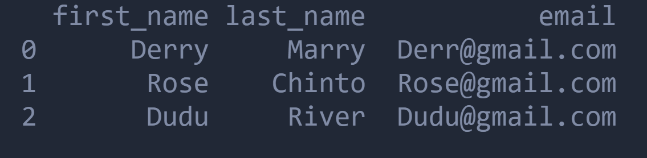 first_name last_name email
0 Derry Marry Derr@gmail.com
1 Rose Chinto Rose@gmail.com
2 Dudu River Dudu@gmail.com